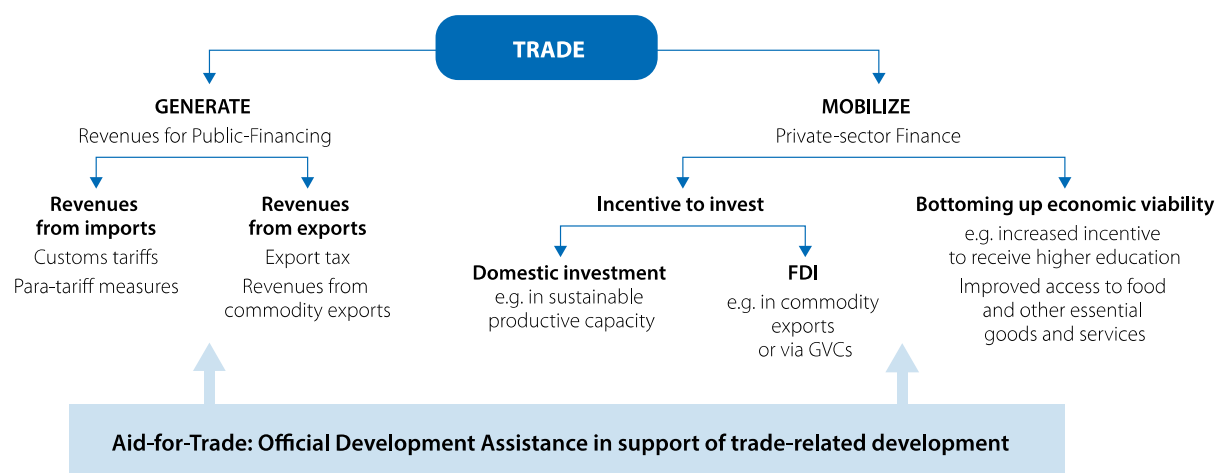 TRADE
GENERATE
Revenues for Public-Financing
MOBILIZE
Private-sector Finance
Revenues
from imports
Customs tariffs
Para-tariff measures
Revenues
from exports
Export tax
Revenues from
commodity exports
Incentive to invest
Domestic investment
e.g. in sustainable
productive capacity
FDI
e.g. in commodity
exports
or via GVCs
Bottoming up economic viability
e.g. increased incentive
to receive higher education
Improved access to food
and other essential
goods and services
Aid-for-Trade: Official Development Assistance in support of trade-related development